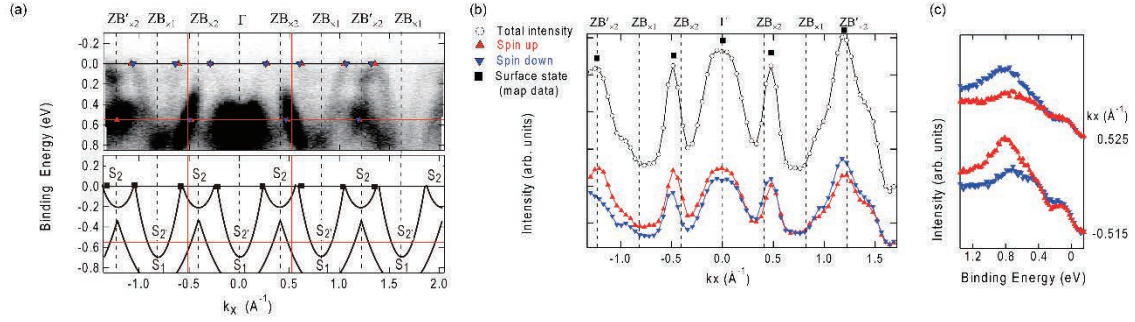 (a)
ZB'×2 ZB×1 ZB×2 Γ ZB×2 ZB×1 ZB'×2 ZB×1
-0.2
0.0
0.2
0.4
0.6
0.8
0.2
0.0
-0.2
-0.4
-0.6
-0.8
Binding Energy (eV)
S2 S2 S2 S2 S2
S2' S2' S2' S2'
S1 S1 S1 S1
-1.0 -0.5 0.0 0.5 1.0 1.5 2.0
kX (Å-1)
(b)
ZB'×2 ZB×1 ZB×2 Γ ZB×2 ZB×1 ZB'×2
Total intensity
Spin up
Spin down
Surface state
(map data)
Intensity (arb. units)
-1.0 -0.5 0.0 0.5 1.0 1.5
kx (Å-1)
(c)
kx (Å-1)
0.525
-0.515
Intensity (arb. units)
1.2 0.8 0.4 0
Binding Energy (eV)